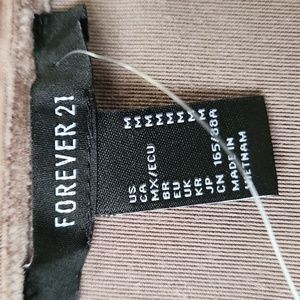 FOREVER 21
US M
CA M
MX/ECU M
BR M
EU M
UK M
KR M
JP M
CN 165/88A
MADE IN
VIETNAM